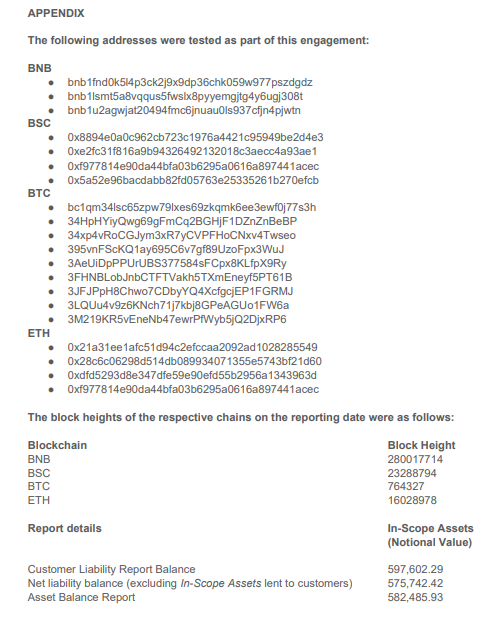 APPENDIX
The following addresses were tested as part of this engagement:
BNB
• bnb1fnd0k5l4p3ck2j9x9dp36chk059w977pszdgdz
• bnb1lsmt5a8vqqus5fwslx8pyyemgjtg4y6ugj308t
• bnb1u2agwjat20494fmc6jnuau0ls937cfjn4pjwtn
BSC
• 0x8894e0a0c962cb723c1976a4421c95949be2d4e3
• 0xe2fc31f816a9b94326492132018c3aecc4a93ae1
• 0xf977814e90da44bfa03b6295a0616a897441acec
• 0x5a52e96bacdabb82fd05763e25335261b270efcb
BTC
• bc1qm34lsc65zpw79lxes69zkqmk6ee3ewf0j77s3h
• 34HpHYiyQwg69gFmCq2BGHjF1DZnZnBeBP
• 34xp4vRoCGJym3xR7yCVPFHoCNxv4Twseo
• 395vnFScKQ1ay695C6v7gf89UzoFpx3WuJ
• 3AeUiDpPPUrUBS377584sFCpx8KLfpX9Ry
• 3FHNBLobJnbCTFTVakh5TXmEneyf5PT61B
• 3JFJPpH8Chwo7CDbyYQ4XcfgcjEP1FGRMJ
• 3LQUu4v9z6KNch71j7kbj8GPeAGUo1FW6a
• 3M219KR5vEneNb47ewrPfWyb5jQ2DjxRP6
ETH
• 0x21a31ee1afc51d94c2efccaa2092ad1028285549
• 0x28c6c06298d514db089934071355e5743bf21d60
• 0xdfd5293d8e347dfe59e90efd55b2956a1343963d
• 0xf977814e90da44bfa03b6295a0616a897441acec
The block heights of the respective chains on the reporting date were as follows:
Blockchain Block Height
BNB 280017714
BSC 23288794
BTC 764327
ETH 16028978
Report details In-Scope Assets
(Notional Value)
Customer Liability Report Balance 597,602.29
Net liability balance (excluding In-Scope Assets lent to customers) 575,742.42
Asset Balance Report 582,485.93